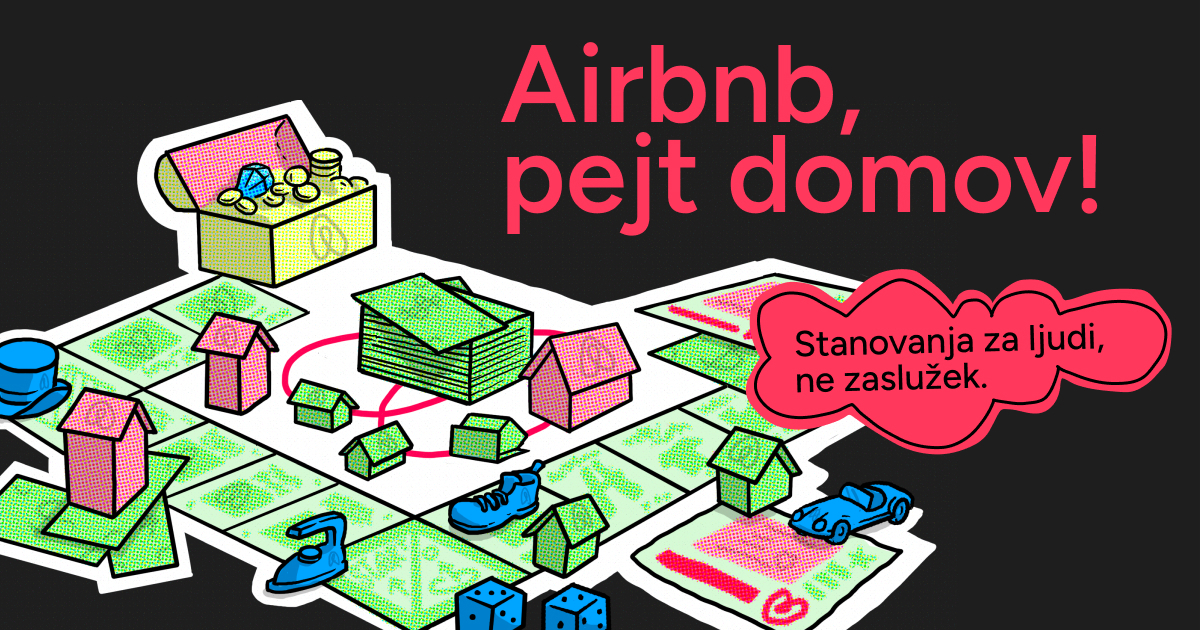 Airbnb,
pejt domov!
Stanovanja za ljudi,
ne zaslužek.